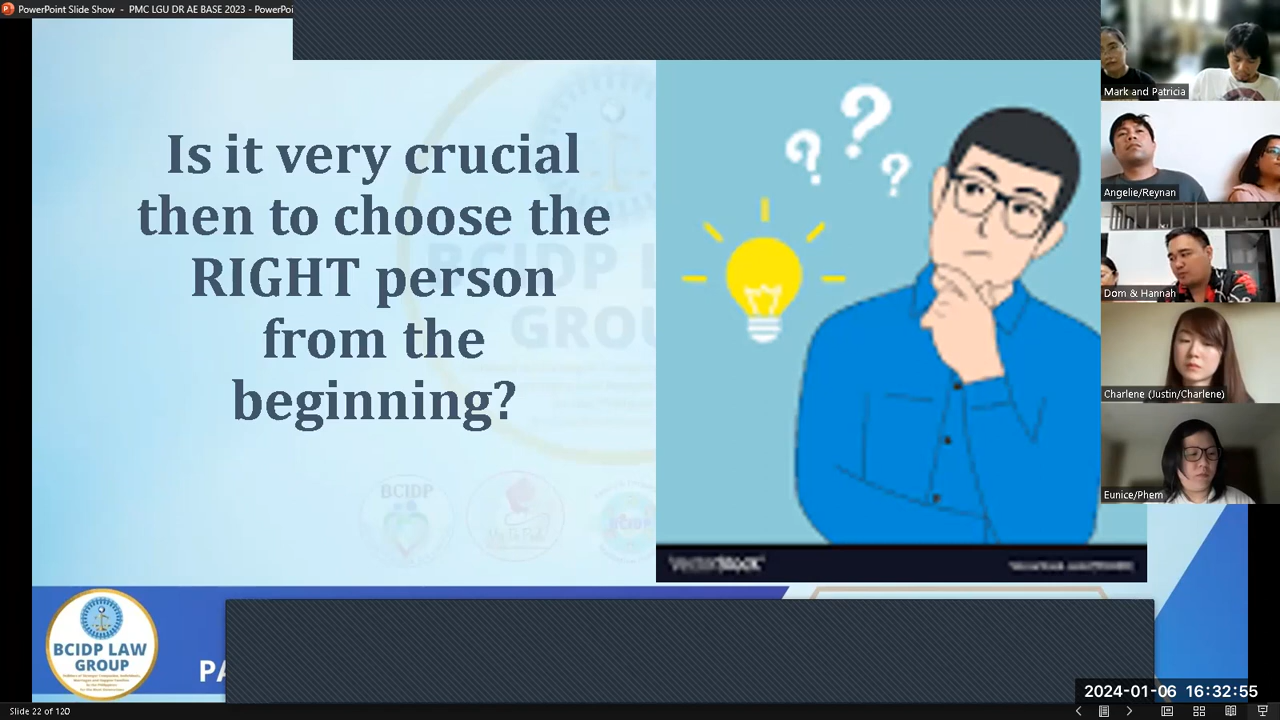 PowerPoint Slide Show - PMC LGU DR AE BASE 2023 - PowerPoi
Is it very crucial
then to choose the
RIGHT person
from the
beginning?
? ? ?
BCIDP
BCIDP LAW
GROUP
PA
VectorStock
Mark and Patricia
Angelie/Reynan
Dom & Hannah
Charlene (Justin/Charlene)
Eunice/Phem
2024-01-06 16:32:55
Slide 22 of 120